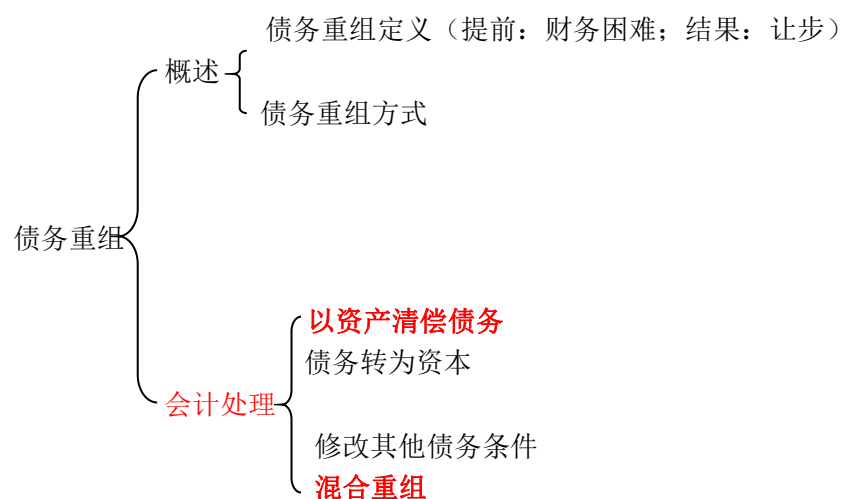 债务重组定义（提前：财务困难；结果：让步）
概述
债务重组方式
债务重组
以资产清偿债务
债务转为资本
会计处理
修改其他债务条件
混合重组